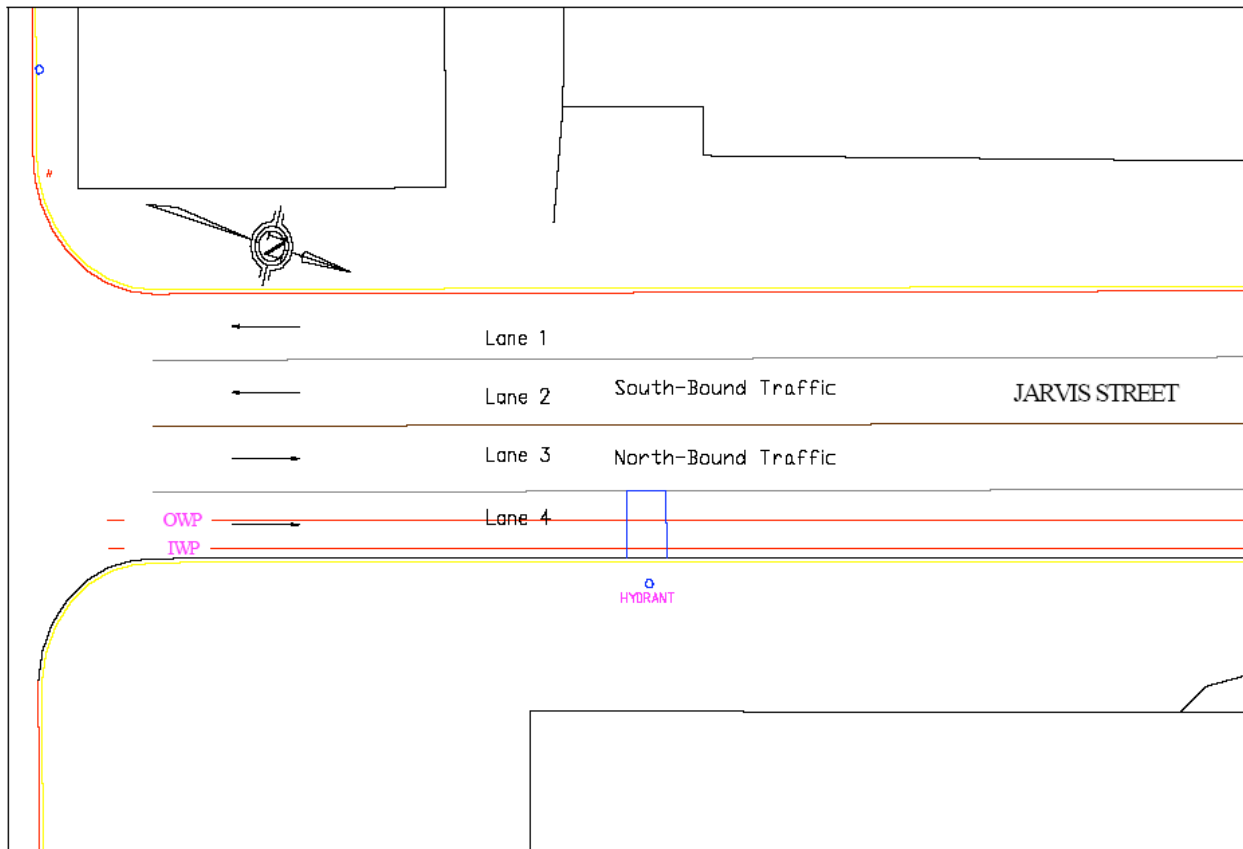 Lane 1
Lane 2
South-Bound Traffic
JARVIS STREET
Lane 3
North-Bound Traffic
OWP
Lane 4
IWP
HYDRANT